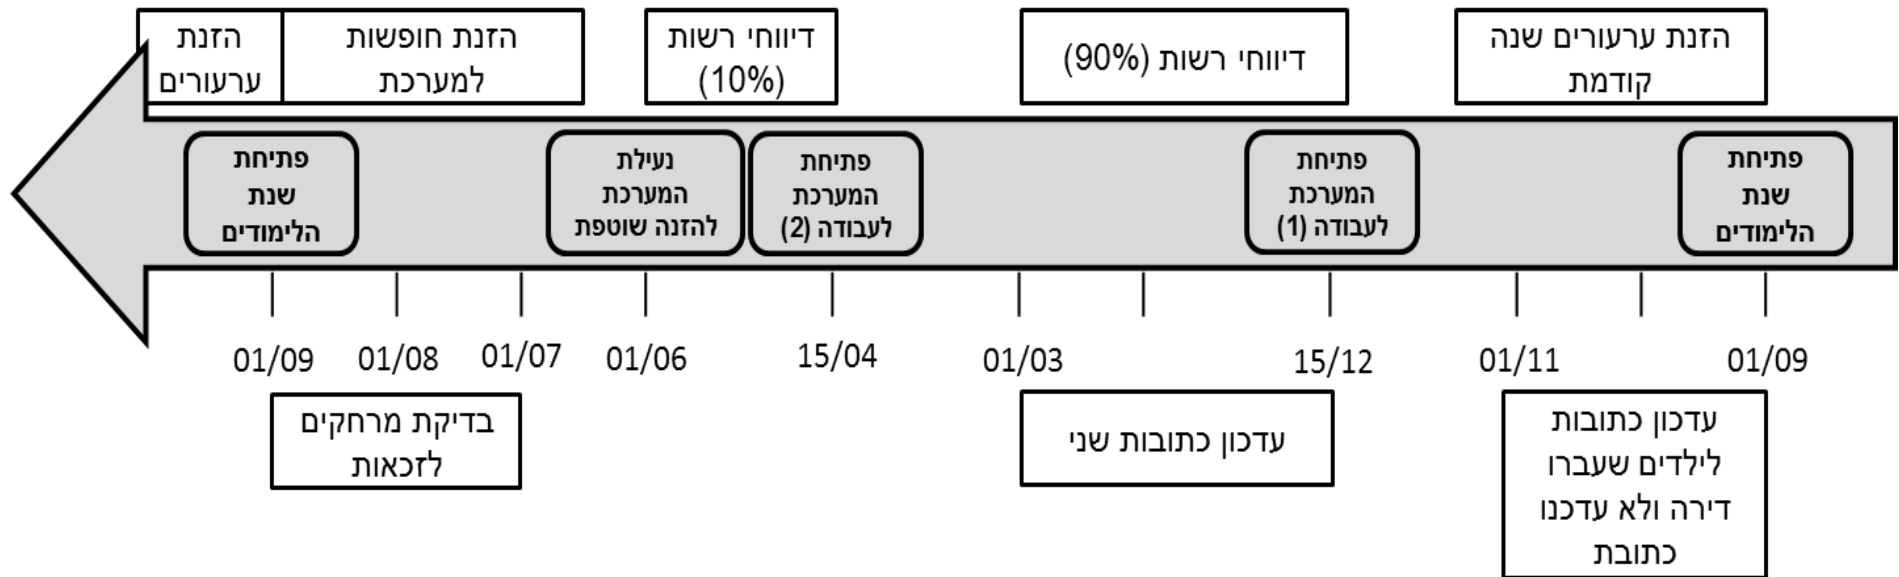 הזנת ערעורים שנה
קודמת
דיווחי רשות (90%)
דיווחי רשות
(10%)
הזנת חופשות
למערכת
הזנת
ערעורים
פתיחת
שנת
הלימודים
פתיחת
המערכת
לעבודה (1)
פתיחת
המערכת
לעבודה (2)
נעילת
המערכת
להזנה שוטפת
פתיחת
שנת
הלימודים
01/09
01/11
15/12
01/03
15/04
01/06
01/07
01/08
01/09
עדכון כתובות
לילדים שעברו
דירה ולא עדכנו
כתובת
עדכון כתובות שני
בדיקת מרחקים
לזכאות